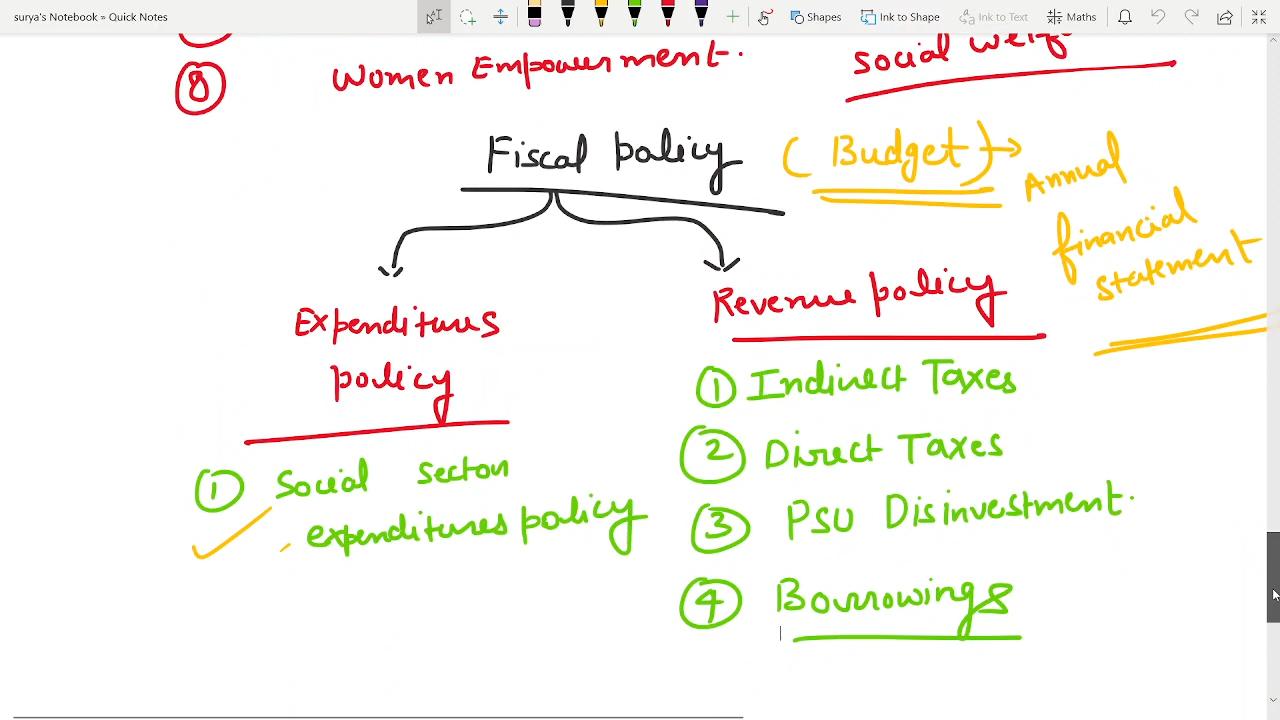 surya's Notebook » Quick Notes
Shapes Ink to Shape Ink to Text Maths
8 Women Empowerment.
Social
Fiscal policy (Budget) →
Annual
financial
statement
Expenditures
policy
Revenue policy
1 Indirect Taxes
2 Direct Taxes
3 PSU Disinvestment.
4 Borrowings
1 Social sector
expenditures policy